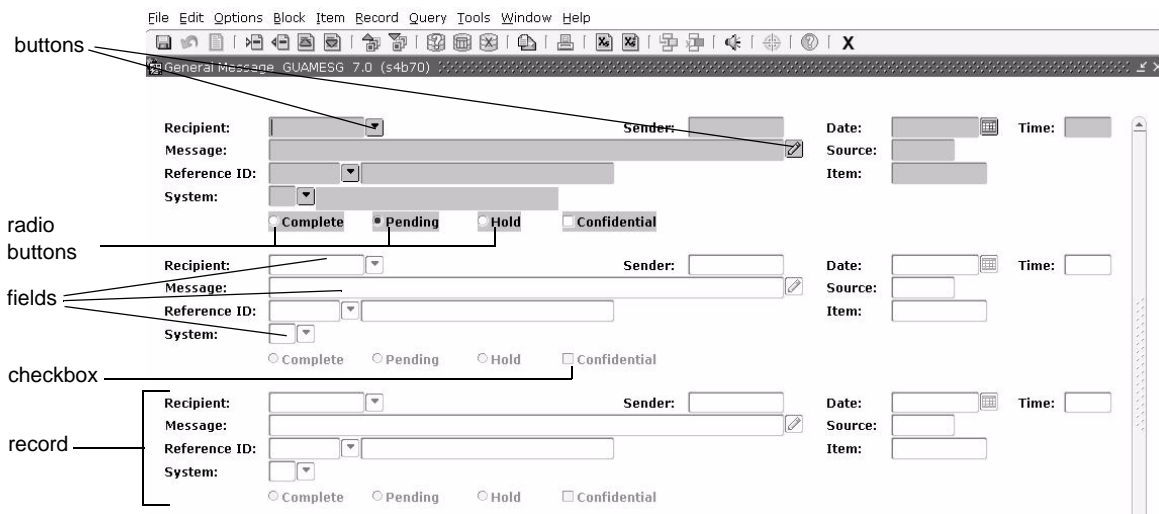 File Edit Options Block Item Record Query Tools Window Help
buttons
X
General Message GUAMESG 7.0 (s4b70)
Recipient: Sender: Date: Time:
Message: Source:
Reference ID: Item:
System:
Complete Pending Hold Confidential
radio
buttons
Recipient: Sender: Date: Time:
fields
Message: Source:
Reference ID: Item:
System:
Complete Pending Hold Confidential
checkbox
Recipient: Sender: Date: Time:
Message: Source:
record
Reference ID: Item:
System:
Complete Pending Hold Confidential